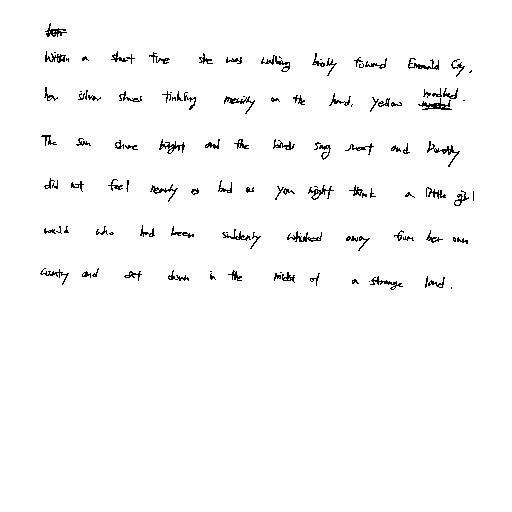 Within a short time she was walking briskly toward Emerald City,
her silver shoes tinkling merrily on the hard, yellow roadbed.
The sun shone bright and the birds sang sweet and Dorothy
did not feel nearly as bad as you might think a little girl
would who had been suddenly whisked away from her own
country and set down in the midst of a strange land.